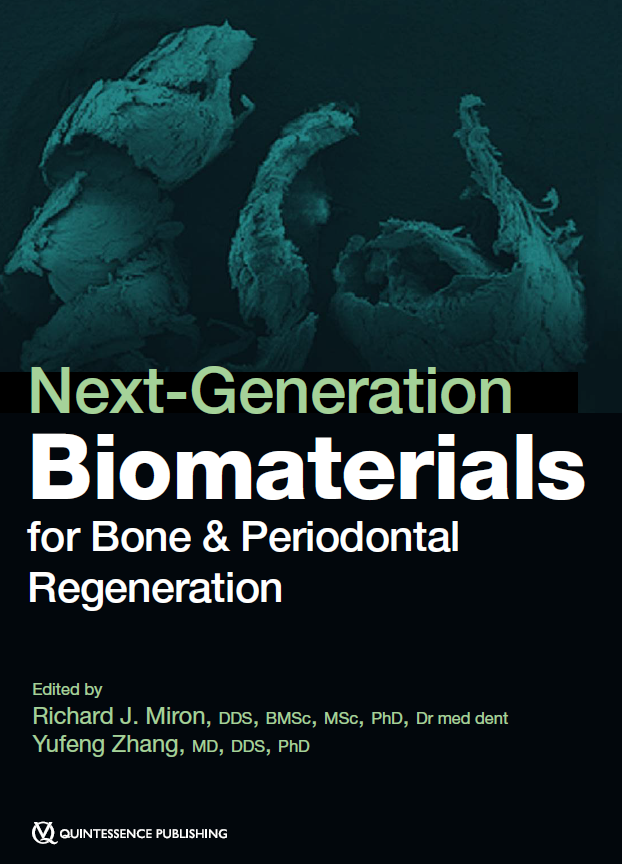 Next-Generation
Biomaterials
for Bone & Periodontal
Regeneration
Edited by
Richard J. Miron, DDS, BMSc, MSc, PhD, Dr med dent
Yufeng Zhang, MD, DDS, PhD
QUINTESSENCE PUBLISHING